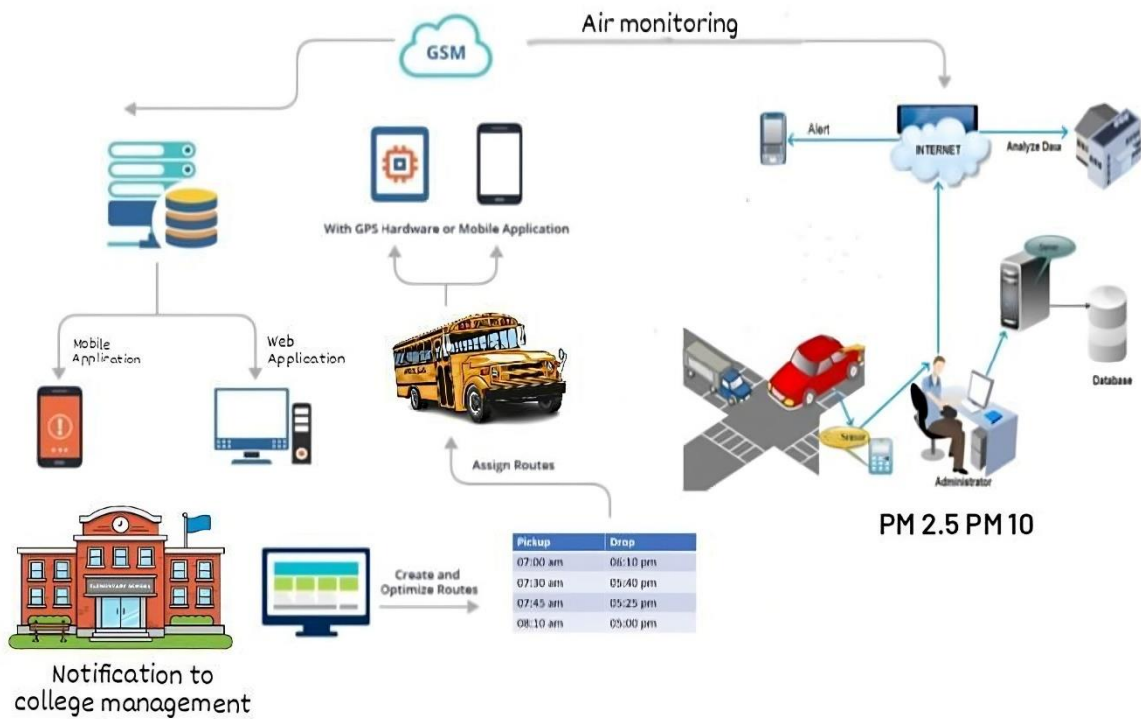 Air monitoring
GSM
Alert
INTERNET
Analyze Data
With GPS Hardware or Mobile Application
Mobile
Application
Web
Application
Database
Sensor
Administrator
Assign Routes
PM 2.5 PM 10
Pickup Drop
07:00 am 06:10 pm
07:30 am 05:40 pm
07:45 am 05:25 pm
08:10 am 05:00 pm
Create and
Optimize Routes
ELEMENTARY SCHOOL
Notification to
college management